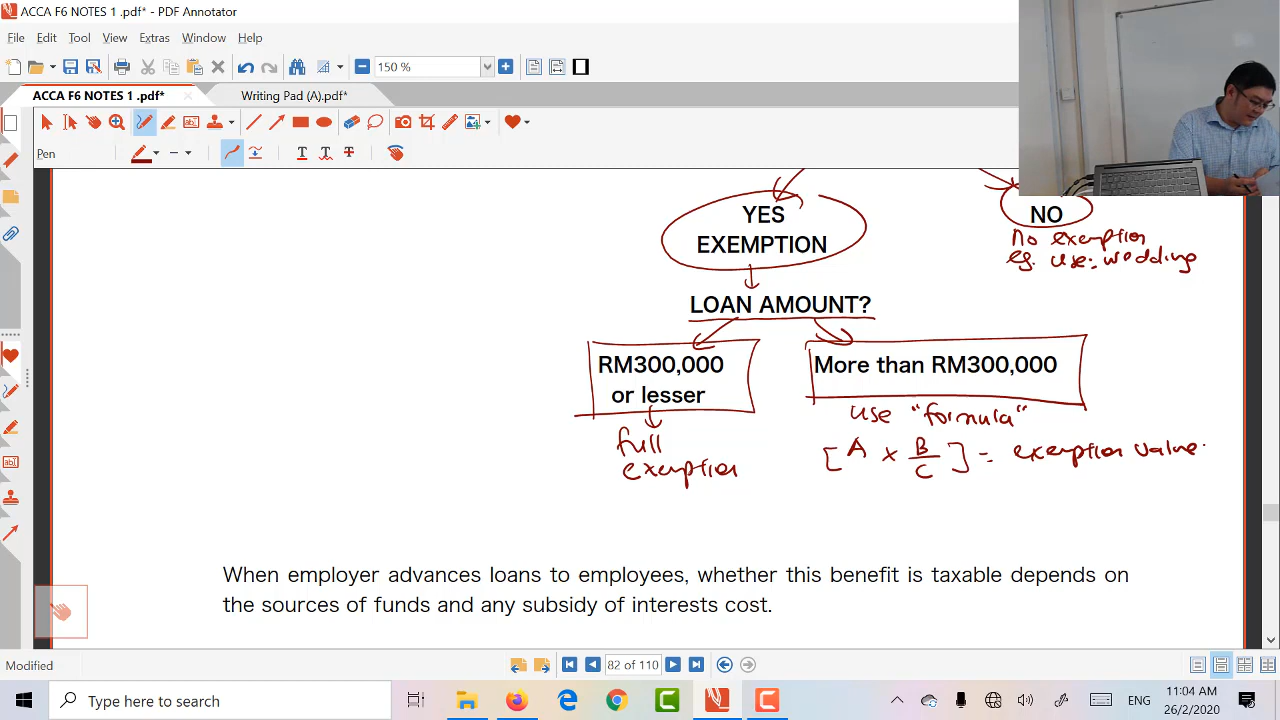 ACCA F6 NOTES 1 .pdf* - PDF Annotator
File Edit Tool View Extras Window Help
150 %
ACCA F6 NOTES 1 .pdf* Writing Pad (A).pdf*
Pen
YES
EXEMPTION
NO
no exemption
eg. use: wedding
LOAN AMOUNT?
RM300,000
or lesser
More than RM300,000
full
exemption
use "formula"
[A x B/C] = exemption value.
When employer advances loans to employees, whether this benefit is taxable depends on
the sources of funds and any subsidy of interests cost.
Modified
82 of 110
Type here to search
ENG
11:04 AM
26/2/2020